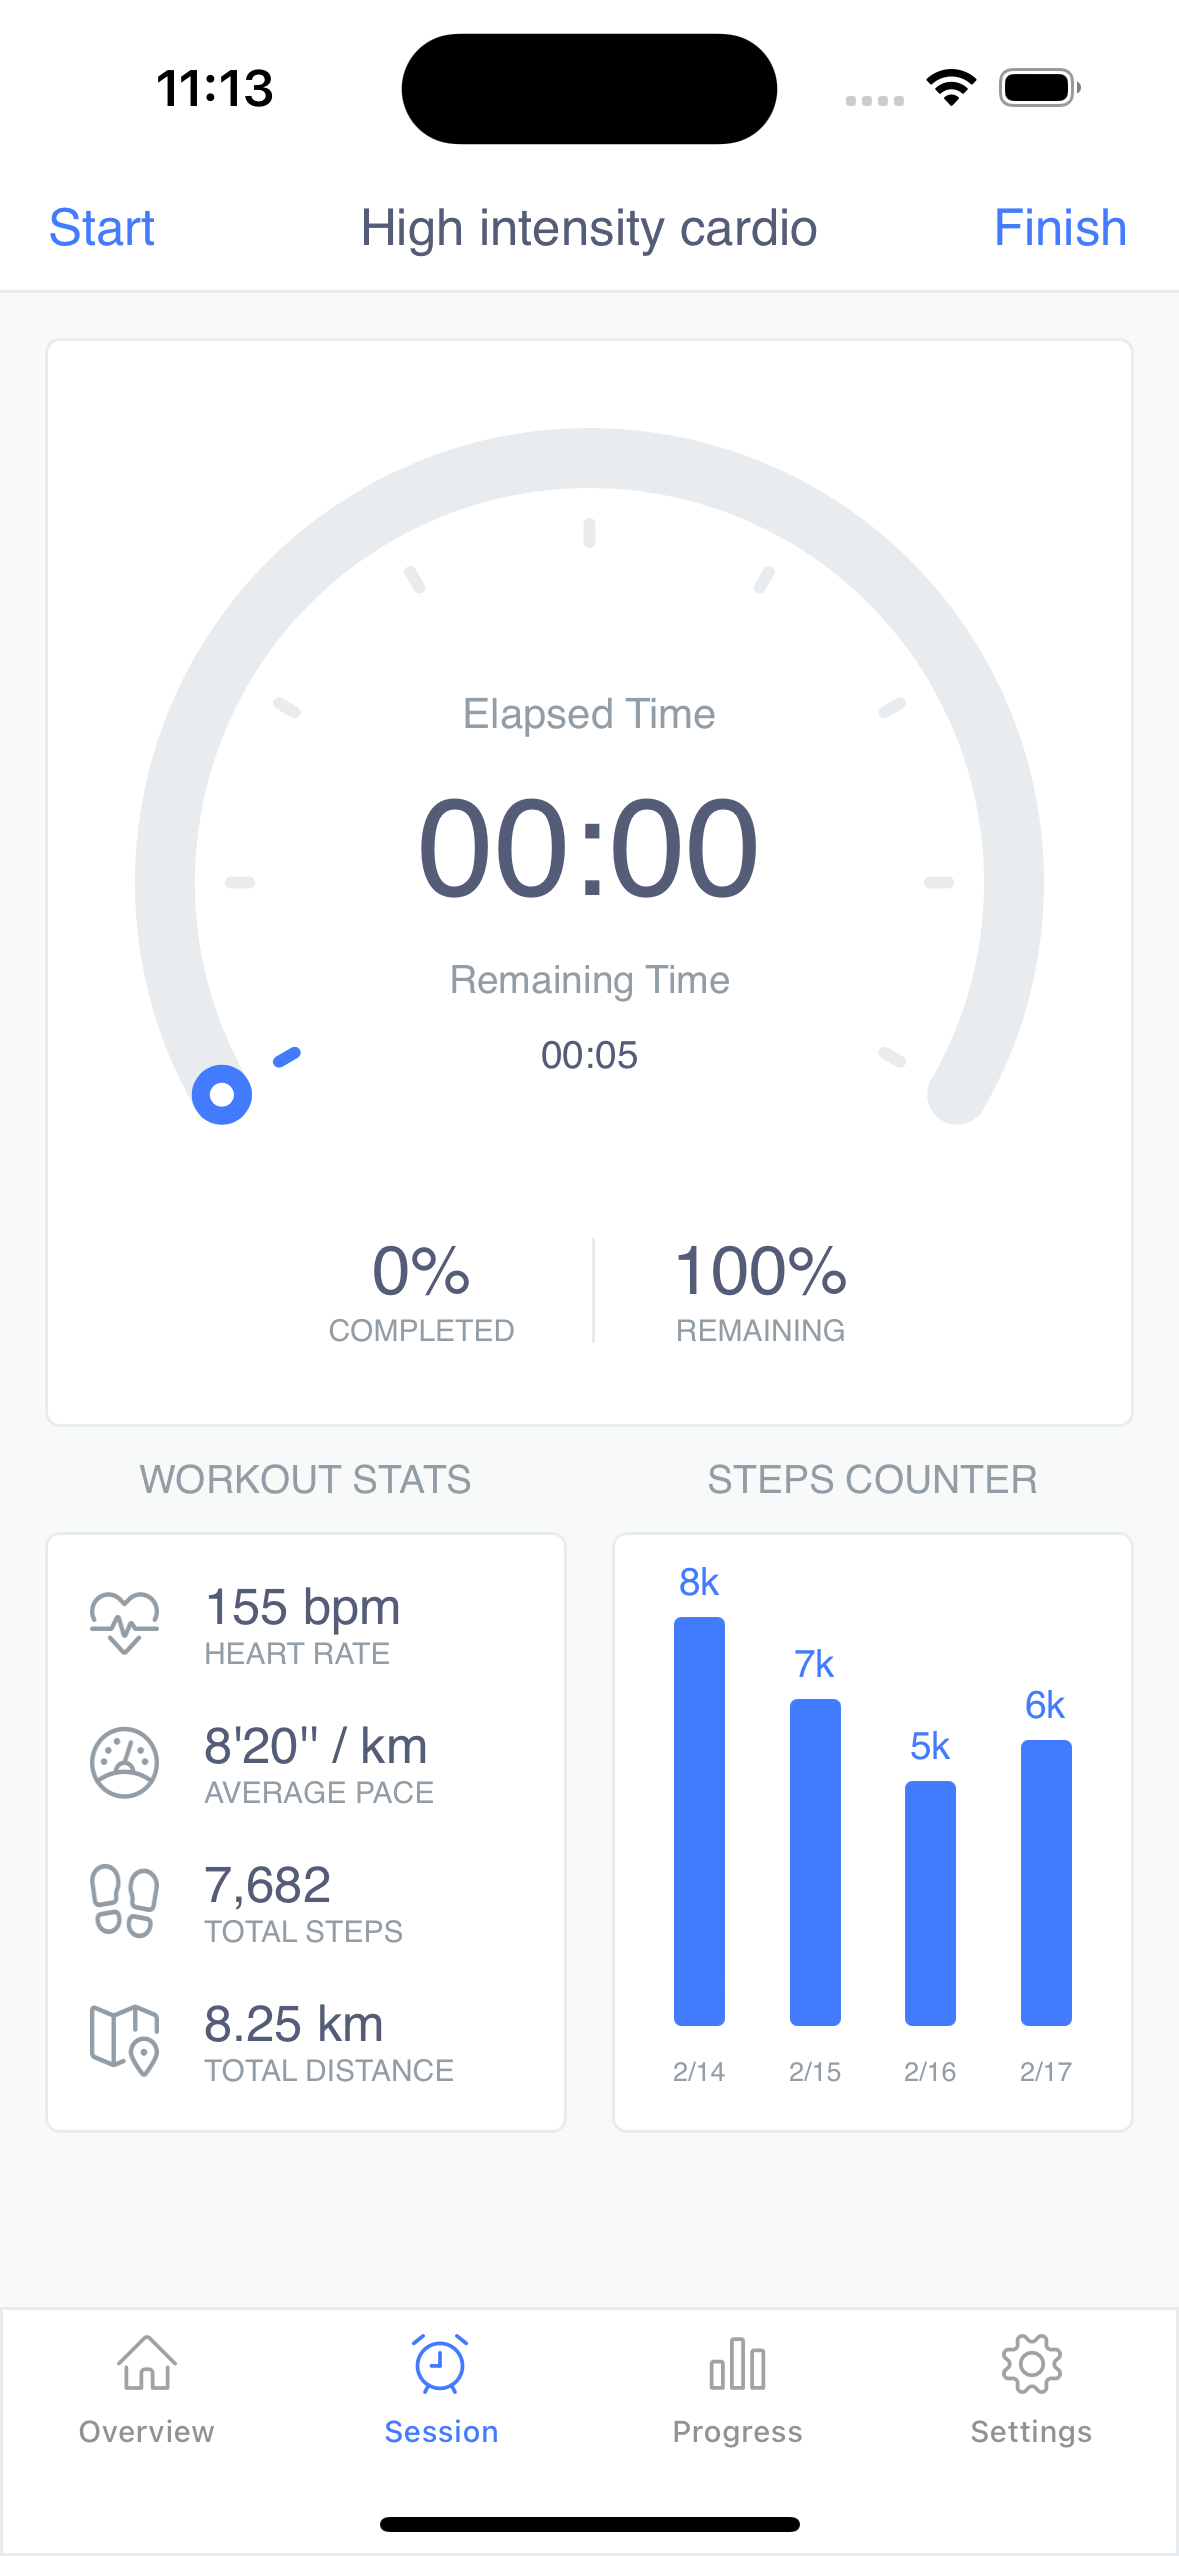 11:13
Start
High intensity cardio
Finish
Elapsed Time
00:00
Remaining Time
00:05
0%
COMPLETED
100%
REMAINING
WORKOUT STATS
155 bpm
HEART RATE
8'20" / km
AVERAGE PACE
7,682
TOTAL STEPS
8.25 km
TOTAL DISTANCE
STEPS COUNTER
8k
7k
5k
6k
2/14
2/15
2/16
2/17
Overview
Session
Progress
Settings